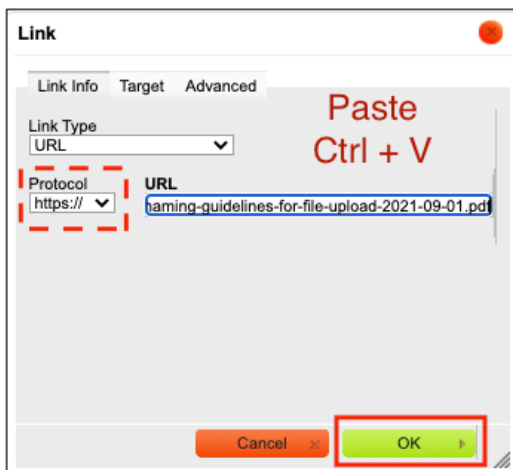 Link
Link Info Target Advanced
Paste
Ctrl + V
Link Type
URL
Protocol URL
https:// naming-guidelines-for-file-upload-2021-09-01.pdf
Cancel OK